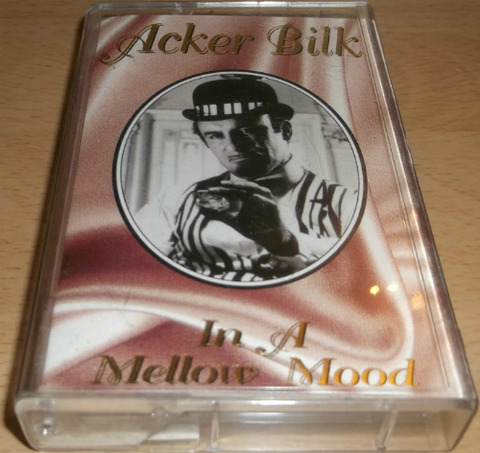 Acker Bilk
In A
Mellow Mood